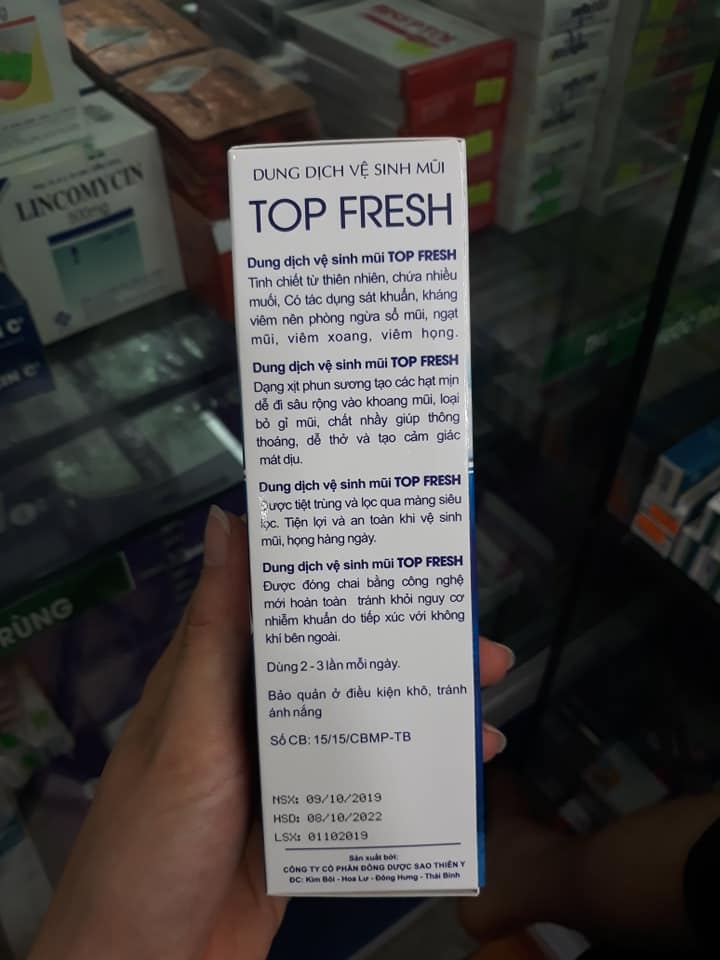 DUNG DỊCH VỆ SINH MŨI
TOP FRESH
Dung dịch vệ sinh mũi TOP FRESH
Tinh chiết từ thiên nhiên, chứa nhiều
muối, Có tác dụng sát khuẩn, kháng
viêm nên phòng ngừa sổ mũi, ngạt
mũi, viêm xoang, viêm họng.
Dung dịch vệ sinh mũi TOP FRESH
Dạng xịt phun sương tạo các hạt mịn
dễ đi sâu rộng vào khoang mũi, loại
bỏ gỉ mũi, chất nhầy giúp thông
thoáng, dễ thở và tạo cảm giác
mát dịu.
Dung dịch vệ sinh mũi TOP FRESH
Được tiệt trùng và lọc qua màng siêu
lọc. Tiện lợi và an toàn khi vệ sinh
mũi, họng hàng ngày.
Dung dịch vệ sinh mũi TOP FRESH
Được đóng chai bằng công nghệ
mới hoàn toàn tránh khỏi nguy cơ
nhiễm khuẩn do tiếp xúc với không
khí bên ngoài.
Dùng 2 - 3 lần mỗi ngày.
Bảo quản ở điều kiện khô, tránh
ánh nắng
Số CB: 15/15/CBMP-TB
NSX: 09/10/2019
HSD: 08/10/2022
LSX: 01102019
Sản xuất bởi:
CÔNG TY CỔ PHẦN ĐÔNG DƯỢC SAO THIÊN Y
ĐC: Kim Bôi - Hoa Lư - Đông Hưng - Thái Bình
LINCOMYCIN
500mg
RÙNG